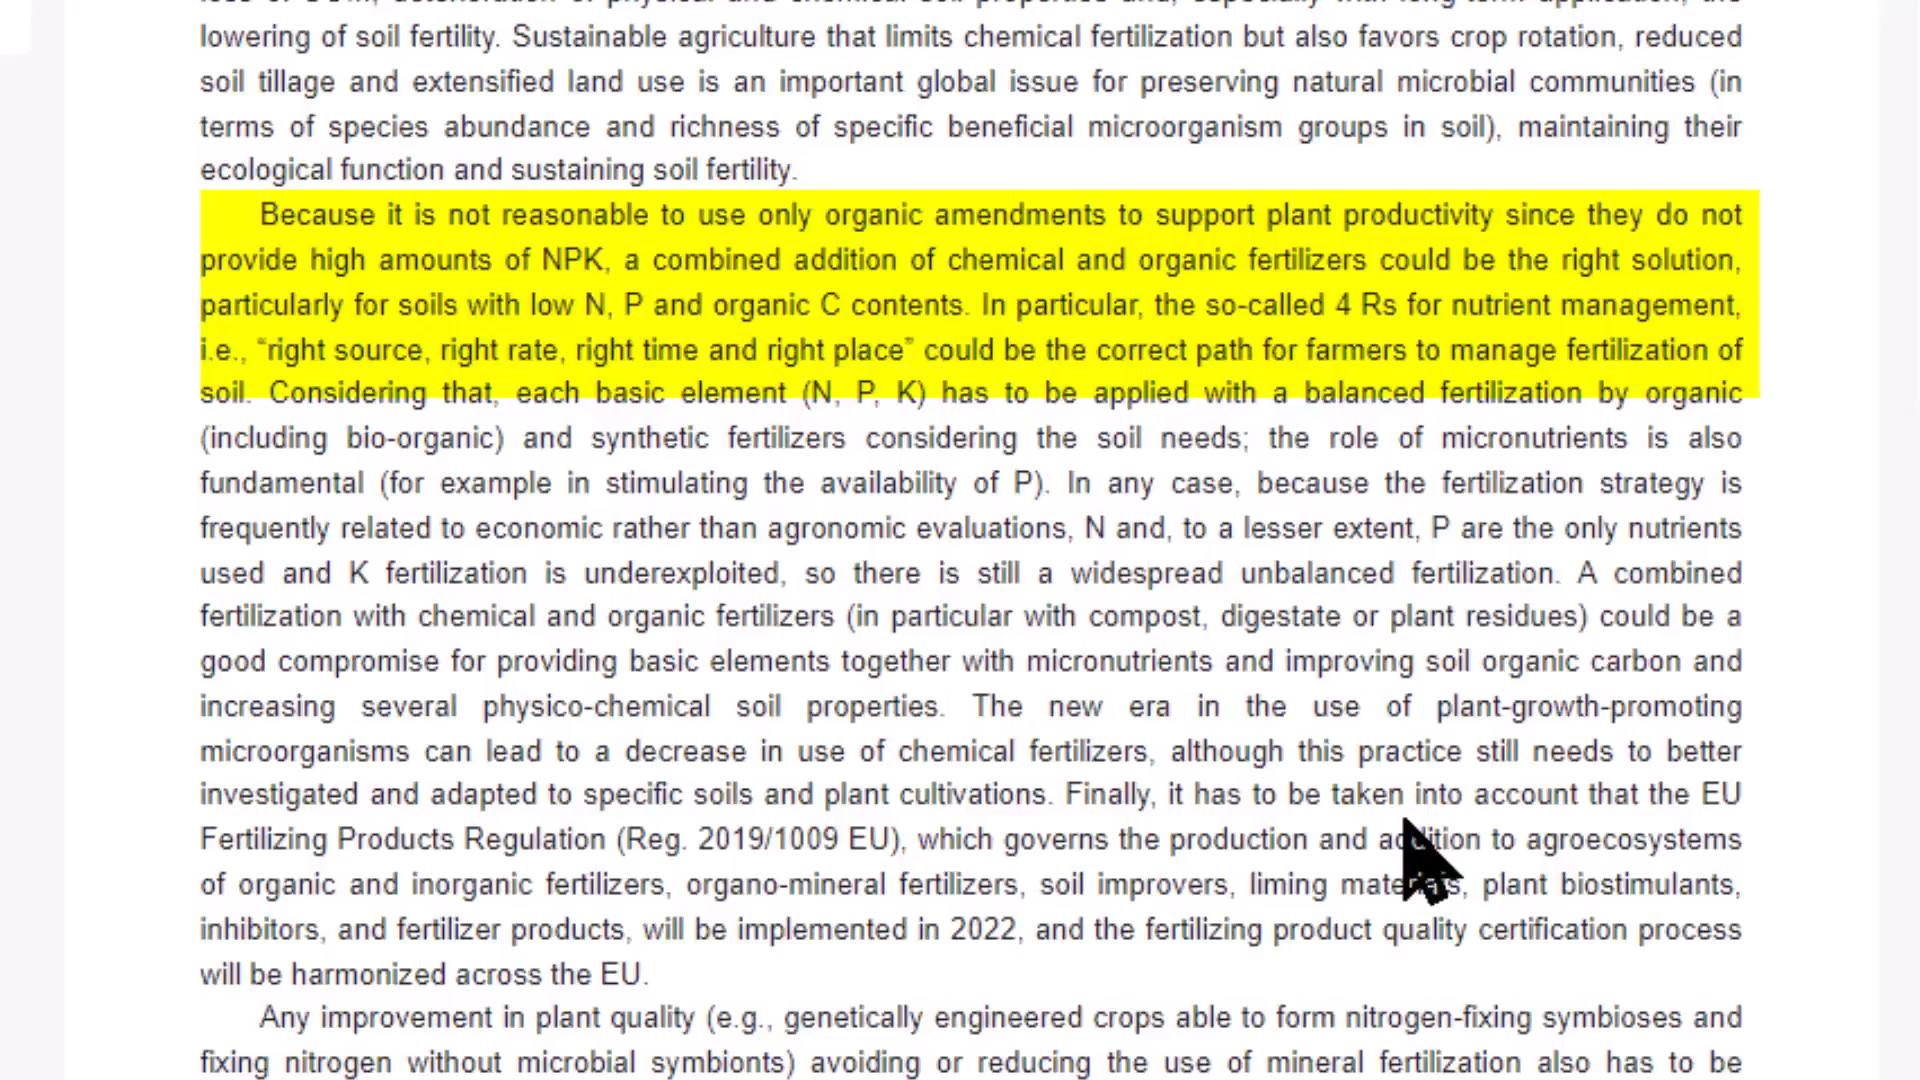 lowering of soil fertility. Sustainable agriculture that limits chemical fertilization but also favors crop rotation, reduced
soil tillage and extensified land use is an important global issue for preserving natural microbial communities (in
terms of species abundance and richness of specific beneficial microorganism groups in soil), maintaining their
ecological function and sustaining soil fertility.
Because it is not reasonable to use only organic amendments to support plant productivity since they do not
provide high amounts of NPK, a combined addition of chemical and organic fertilizers could be the right solution,
particularly for soils with low N, P and organic C contents. In particular, the so-called 4 Rs for nutrient management,
i.e., “right source, right rate, right time and right place” could be the correct path for farmers to manage fertilization of
soil. Considering that, each basic element (N, P, K) has to be applied with a balanced fertilization by organic
(including bio-organic) and synthetic fertilizers considering the soil needs; the role of micronutrients is also
fundamental (for example in stimulating the availability of P). In any case, because the fertilization strategy is
frequently related to economic rather than agronomic evaluations, N and, to a lesser extent, P are the only nutrients
used and K fertilization is underexploited, so there is still a widespread unbalanced fertilization. A combined
fertilization with chemical and organic fertilizers (in particular with compost, digestate or plant residues) could be a
good compromise for providing basic elements together with micronutrients and improving soil organic carbon and
increasing several physico-chemical soil properties. The new era in the use of plant-growth-promoting
microorganisms can lead to a decrease in use of chemical fertilizers, although this practice still needs to better
investigated and adapted to specific soils and plant cultivations. Finally, it has to be taken into account that the EU
Fertilizing Products Regulation (Reg. 2019/1009 EU), which governs the production and addition to agroecosystems
of organic and inorganic fertilizers, organo-mineral fertilizers, soil improvers, liming materials, plant biostimulants,
inhibitors, and fertilizer products, will be implemented in 2022, and the fertilizing product quality certification process
will be harmonized across the EU.
Any improvement in plant quality (e.g., genetically engineered crops able to form nitrogen-fixing symbioses and
fixing nitrogen without microbial symbionts) avoiding or reducing the use of mineral fertilization also has to be